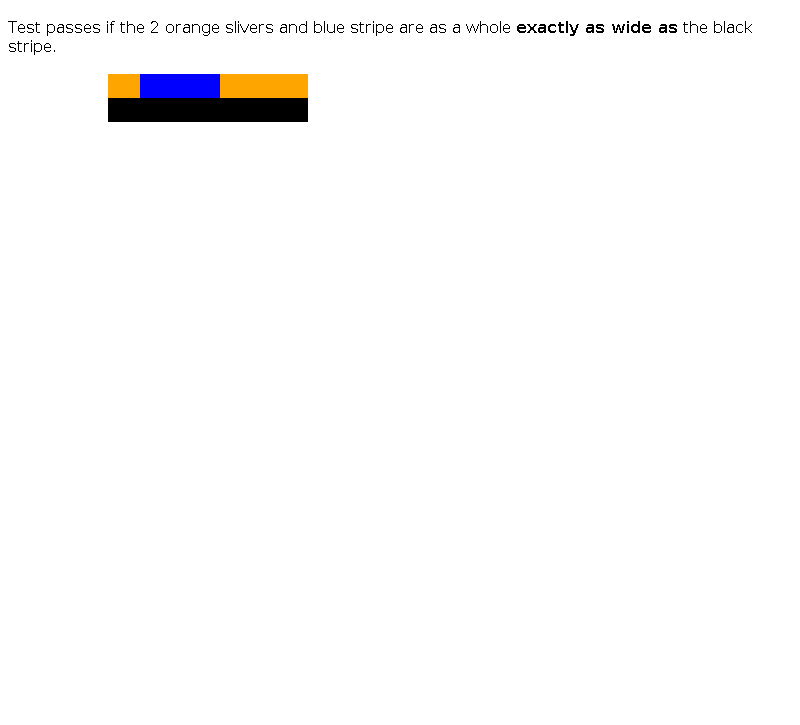 Test passes if the 2 orange slivers and blue stripe are as a whole exactly as wide as the black
stripe.